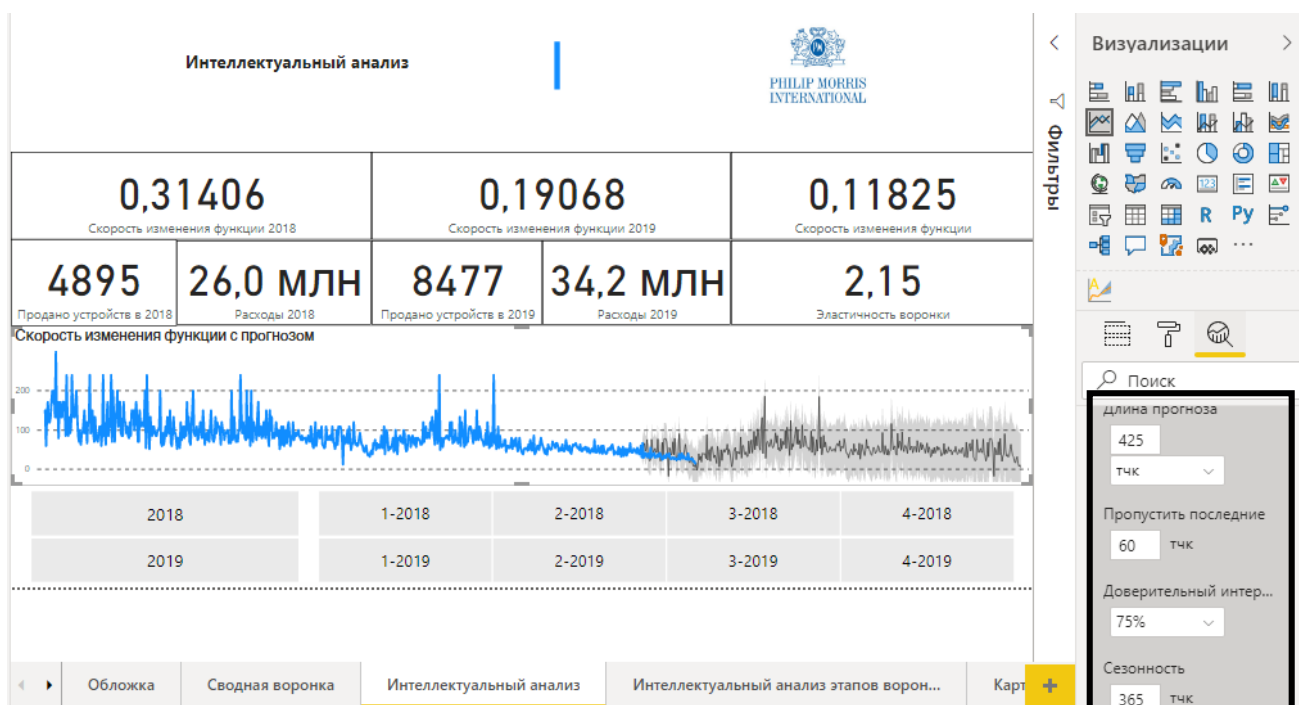 Интеллектуальный анализ
PHILIP MORRIS
INTERNATIONAL
0,31406
Скорость изменения функции 2018
0,19068
Скорость изменения функции 2019
0,11825
Скорость изменения функции
4895
Продано устройств в 2018
26,0 МЛН
Расходы 2018
8477
Продано устройств в 2019
34,2 МЛН
Расходы 2019
2,15
Эластичность воронки
Скорость изменения функции с прогнозом
200
100
0
2018 1-2018 2-2018 3-2018 4-2018
2019 1-2019 2-2019 3-2019 4-2019
Обложка Сводная воронка Интеллектуальный анализ Интеллектуальный анализ этапов ворон... Карт
Фильтры
Визуализации
123
R Py
Поиск
Длина прогноза
425
тчк
Пропустить последние
60 тчк
Доверительный интер...
75%
Сезонность
365 тчк